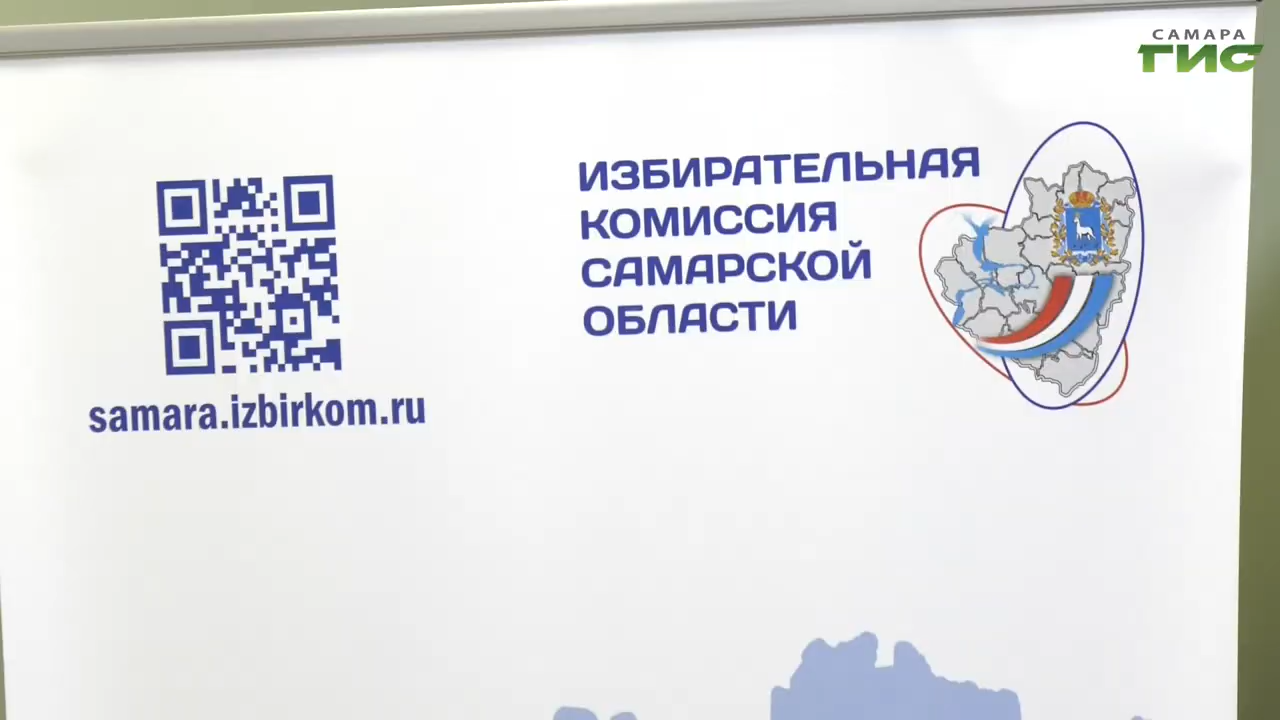 САМАРА
ГИС
ИЗБИРАТЕЛЬНАЯ
КОМИССИЯ
САМАРСКОЙ
ОБЛАСТИ
samara.izbirkom.ru